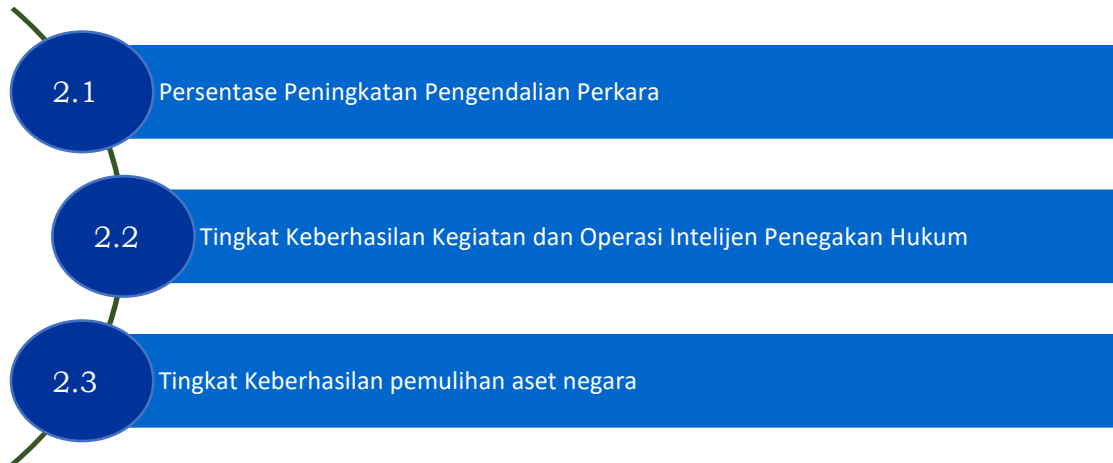 2.1 Persentase Peningkatan Pengendalian Perkara
2.2 Tingkat Keberhasilan Kegiatan dan Operasi Intelijen Penegakan Hukum
2.3 Tingkat Keberhasilan pemulihan aset negara